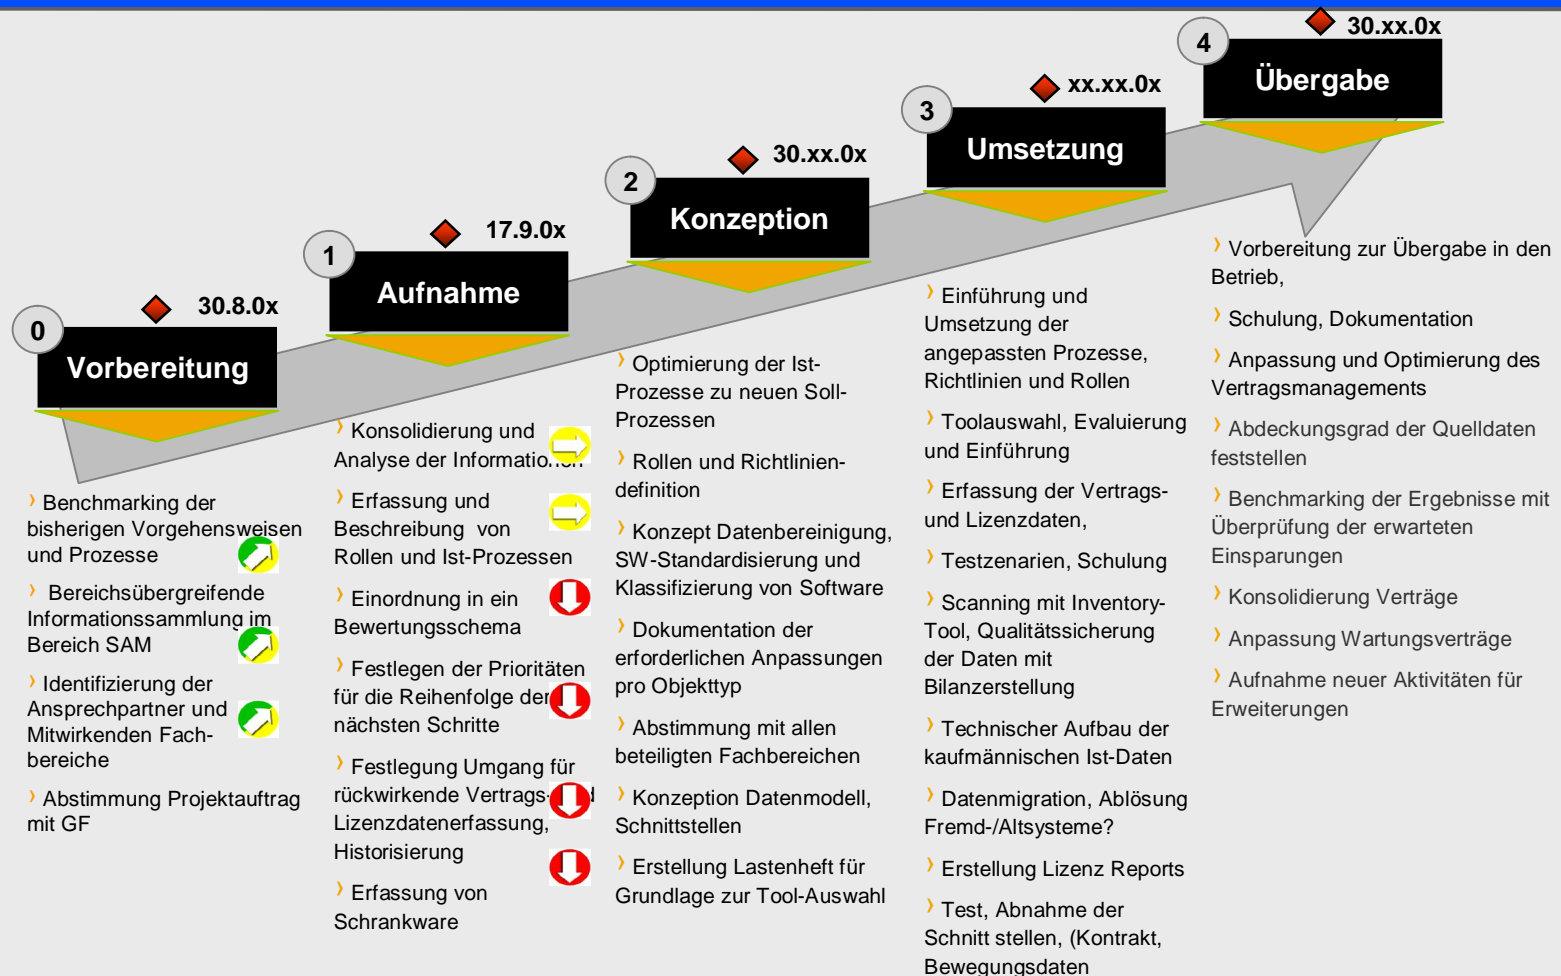 0
30.8.0x
Vorbereitung
› Benchmarking der
bisherigen Vorgehensweisen
und Prozesse
› Bereichsübergreifende
Informationssammlung im
Bereich SAM
› Identifizierung der
Ansprechpartner und
Mitwirkenden Fach-
bereiche
› Abstimmung Projektauftrag
mit GF
1
17.9.0x
Aufnahme
› Konsolidierung und
Analyse der Informationen
› Erfassung und
Beschreibung von
Rollen und Ist-Prozessen
› Einordnung in ein
Bewertungsschema
› Festlegen der Prioritäten
für die Reihenfolge der
nächsten Schritte
› Festlegung Umgang für
rückwirkende Vertrags- und
Lizenzdatenerfassung,
Historisierung
› Erfassung von
Schrankware
2
30.xx.0x
Konzeption
› Optimierung der Ist-
Prozesse zu neuen Soll-
Prozessen
› Rollen und Richtlinien-
definition
› Konzept Datenbereinigung,
SW-Standardisierung und
Klassifizierung von Software
› Dokumentation der
erforderlichen Anpassungen
pro Objekttyp
› Abstimmung mit allen
beteiligten Fachbereichen
› Konzeption Datenmodell,
Schnittstellen
› Erstellung Lastenheft für
Grundlage zur Tool-Auswahl
3
xx.xx.0x
Umsetzung
› Einführung und
Umsetzung der
angepassten Prozesse,
Richtlinien und Rollen
› Toolauswahl, Evaluierung
und Einführung
› Erfassung der Vertrags-
und Lizenzdaten,
› Testzenarien, Schulung
› Scanning mit Inventory-
Tool, Qualitätssicherung
der Daten mit
Bilanzerstellung
› Technischer Aufbau der
kaufmännischen Ist-Daten
› Datenmigration, Ablösung
Fremd-/Altsysteme?
› Erstellung Lizenz Reports
› Test, Abnahme der
Schnitt stellen, (Kontrakt,
Bewegungsdaten
4
30.xx.0x
Übergabe
› Vorbereitung zur Übergabe in den
Betrieb,
› Schulung, Dokumentation
› Anpassung und Optimierung des
Vertragsmanagements
› Abdeckungsgrad der Quelldaten
feststellen
› Benchmarking der Ergebnisse mit
Überprüfung der erwarteten
Einsparungen
› Konsolidierung Verträge
› Anpassung Wartungsverträge
› Aufnahme neuer Aktivitäten für
Erweiterungen